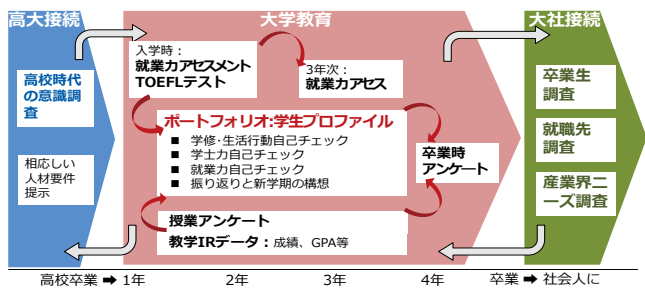 高大接続
大学教育
大社接続
高校時代
の意識調
査
相応しい
人材要件
提示
入学時：
就業力アセスメント
TOEFLテスト
3年次：
就業力アセス
ポートフォリオ:学生プロファイル
■ 学修･生活行動自己チェック
■ 学士力自己チェック
■ 就業力自己チェック
■ 振り返りと新学期の構想
卒業時
アンケート
授業アンケート
教学IRデータ：成績、GPA等
卒業生
調査
就職先
調査
産業界ニ
ーズ調査
高校卒業 ➡ 1年 2年 3年 4年 卒業 ➡ 社会人に